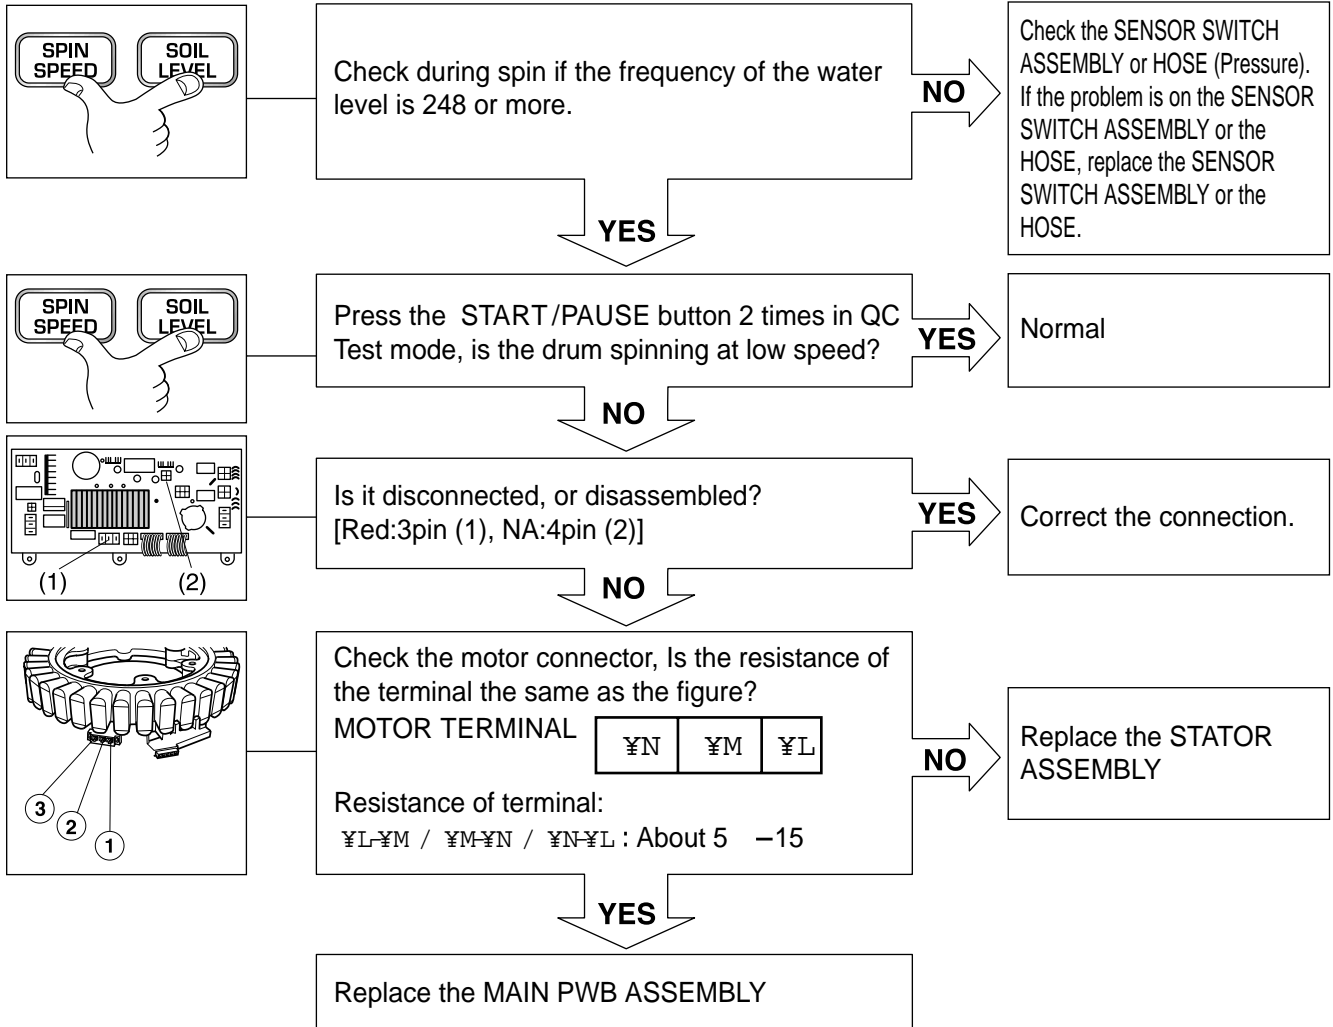 SPIN
SPEED
SOIL
LEVEL
Check during spin if the frequency of the water
level is 248 or more.
NO
Check the SENSOR SWITCH
ASSEMBLY or HOSE (Pressure).
If the problem is on the SENSOR
SWITCH ASSEMBLY or the
HOSE, replace the SENSOR
SWITCH ASSEMBLY or the
HOSE.
YES
SPIN
SPEED
SOIL
LEVEL
Press the START/PAUSE button 2 times in QC
Test mode, is the drum spinning at low speed?
YES
Normal
NO
(1)
(2)
Is it disconnected, or disassembled?
[Red:3pin (1), NA:4pin (2)]
YES
Correct the connection.
NO
3
2
1
Check the motor connector, Is the resistance of
the terminal the same as the figure?
MOTOR TERMINAL
¥N ¥M ¥L
Resistance of terminal:
¥L-¥M / ¥M-¥N / ¥N-¥L : About 5 –15
NO
Replace the STATOR
ASSEMBLY
YES
Replace the MAIN PWB ASSEMBLY